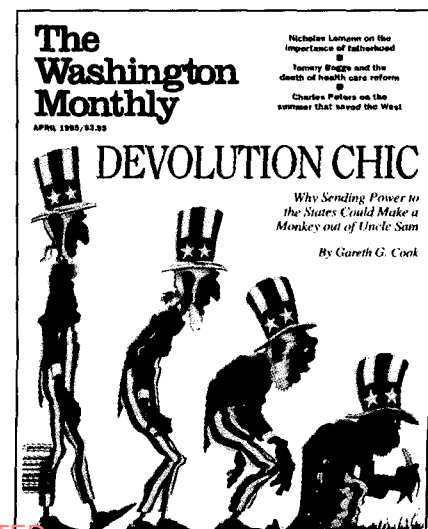 The
Washington
Monthly
APRIL 1995/$3.95
Nicholas Lemann on the
importance of fatherhood
Tommy Boggs and the
death of health care reform
Charles Peters on the
summer that saved the West
DEVOLUTION CHIC
Why Sending Power to
the States Could Make a
Monkey out of Uncle Sam
By Gareth G. Cook